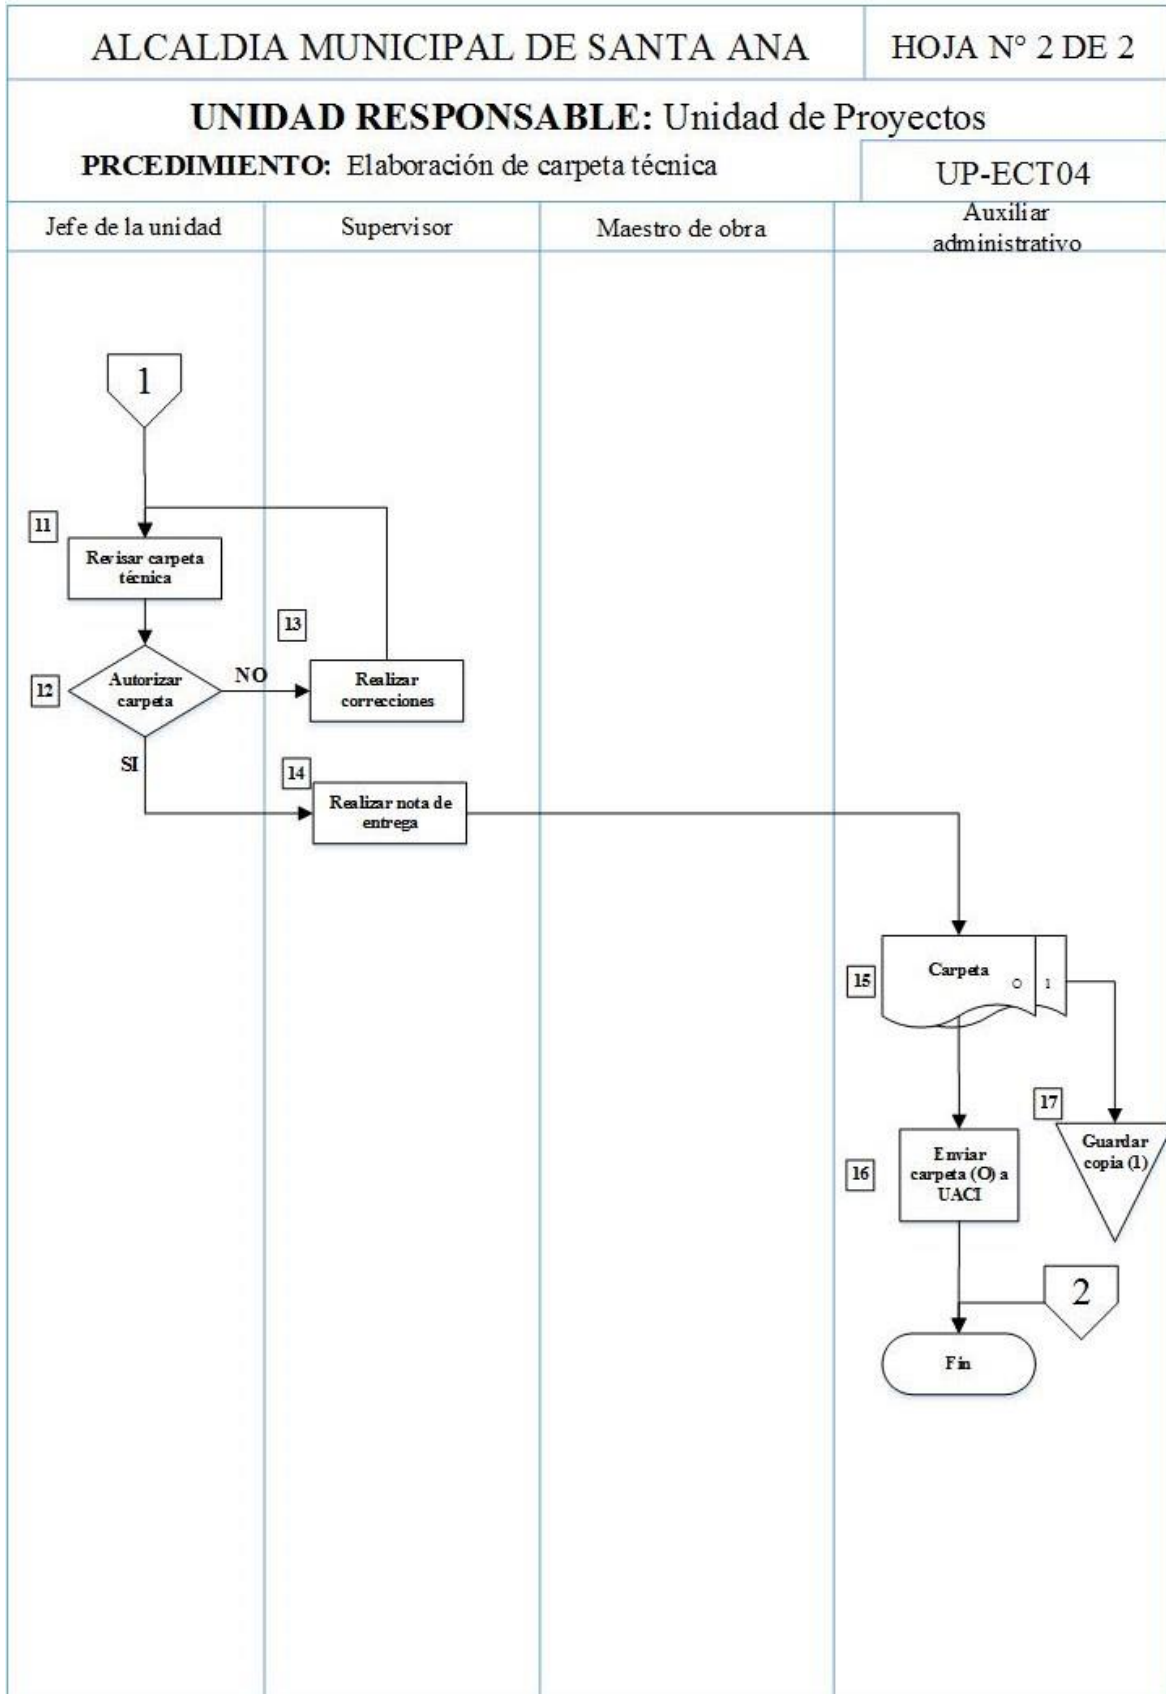 ALCALDIA MUNICIPAL DE SANTA ANA
HOJA N° 2 DE 2
UNIDAD RESPONSABLE: Unidad de Proyectos
PRCEDIMIENTO: Elaboración de carpeta técnica
UP-ECT04
Jefe de la unidad
Supervisor
Maestro de obra
Auxiliar
administrativo
1
11
Revisar carpeta
técnica
13
12
Autorizar
carpeta
NO
Realizar
correcciones
SI
14
Realizar nota de
entrega
15
Carpeta
O
1
17
Guardar
copia (1)
16
Enviar
carpeta (O) a
UACI
2
Fin